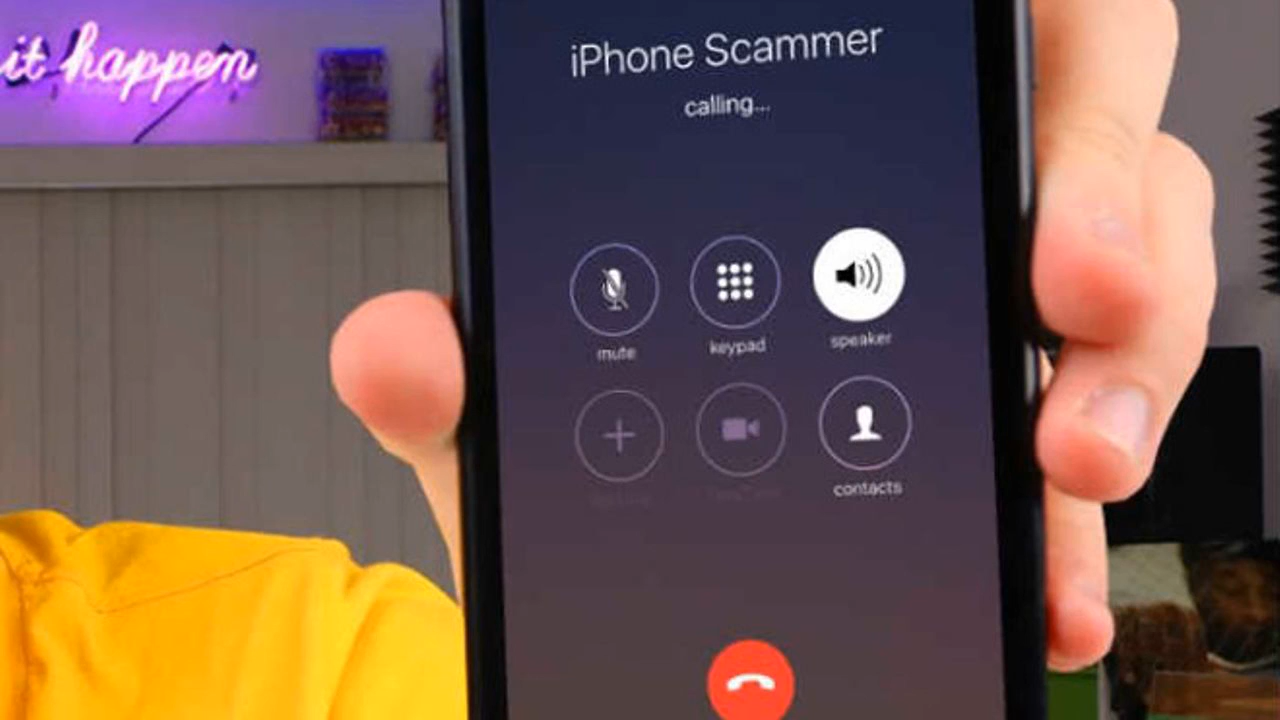 it happen
iPhone Scammer
calling...
mute
keypad
speaker
contacts